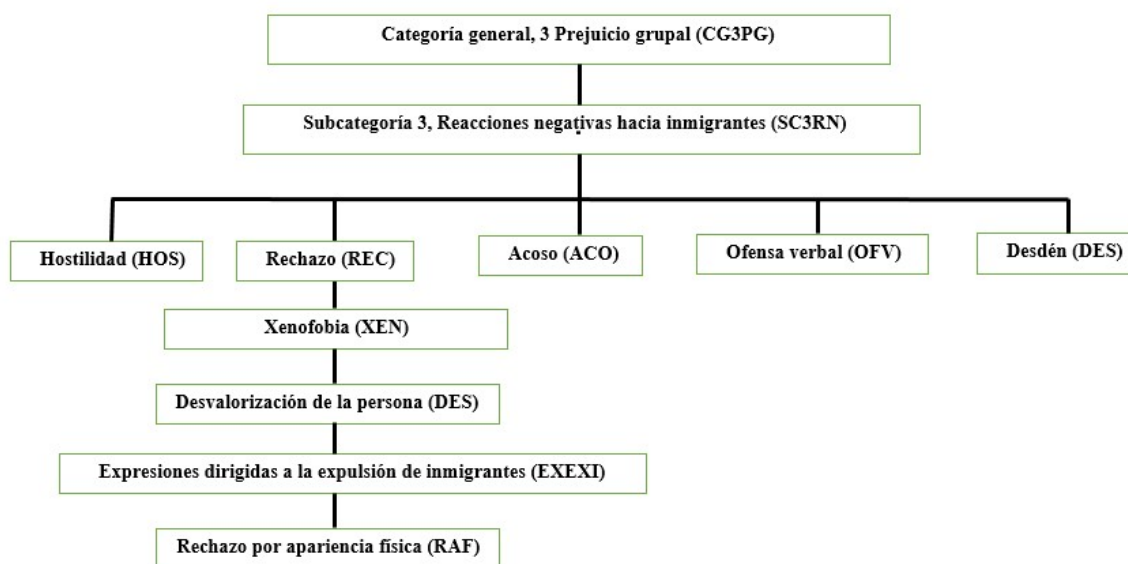 Categoría general, 3 Prejuicio grupal (CG3PG)
Subcategoría 3, Reacciones negativas hacia inmigrantes (SC3RN)
Hostilidad (HOS)
Rechazo (REC)
Acoso (ACO)
Ofensa verbal (OFV)
Desdén (DES)
Xenofobia (XEN)
Desvalorización de la persona (DES)
Expresiones dirigidas a la expulsión de inmigrantes (EXEXI)
Rechazo por apariencia física (RAF)